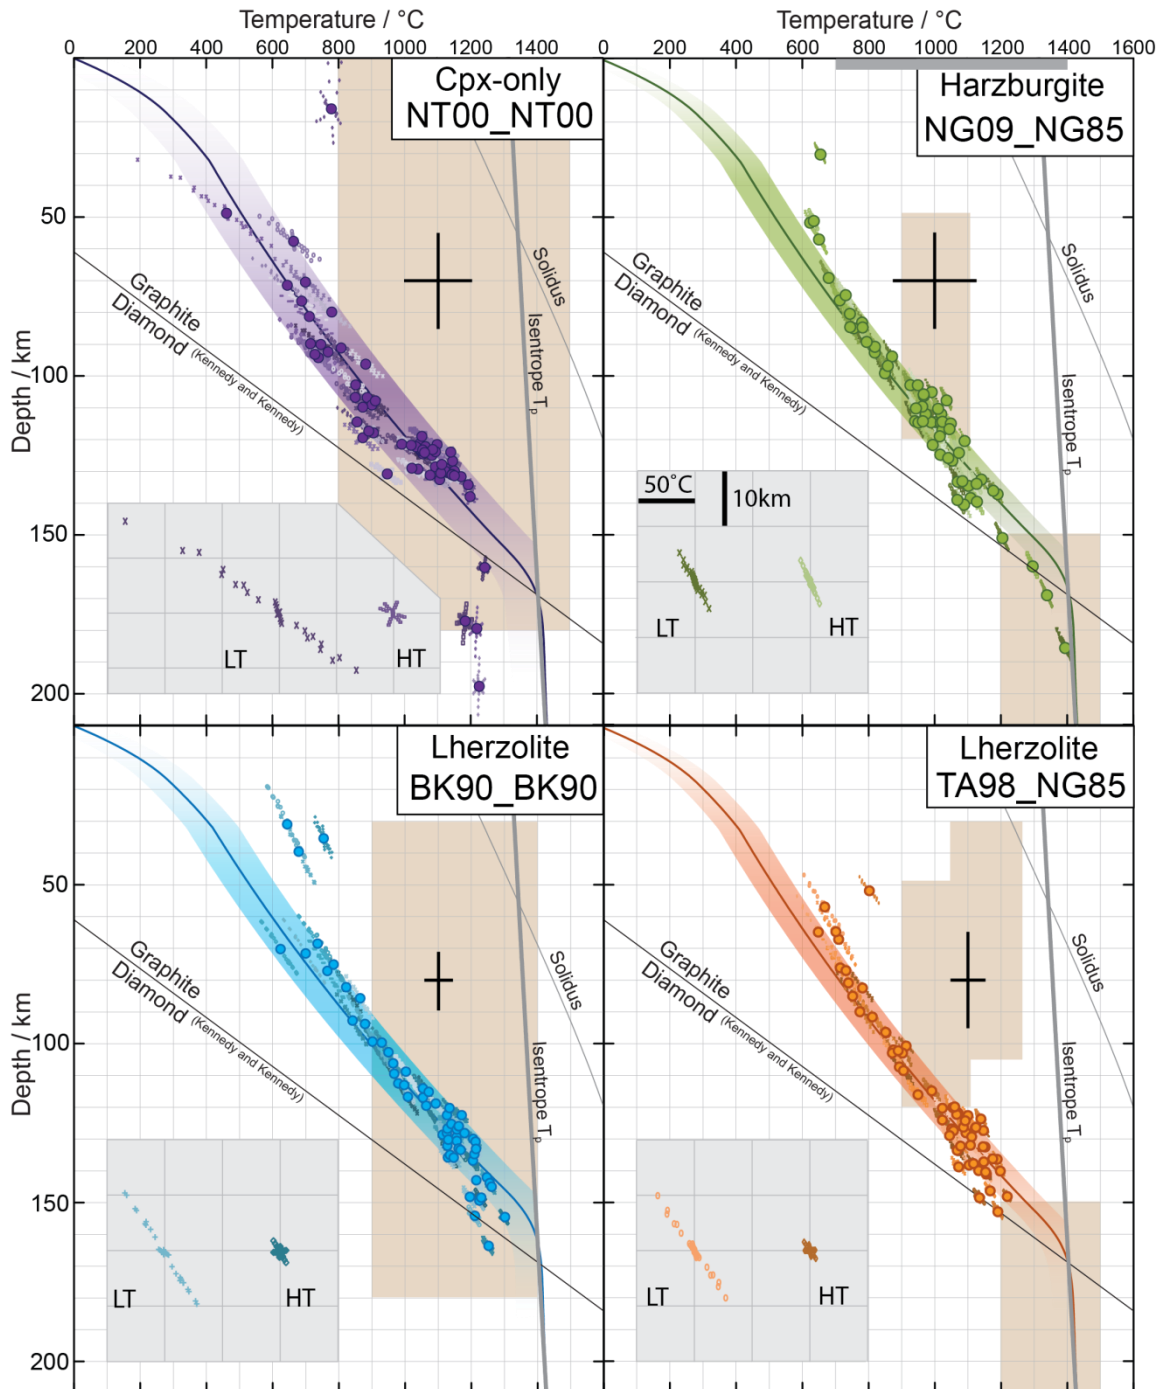 Temperature / °C
Temperature / °C
0 200 400 600 800 1000 1200 1400
0 200 400 600 800 1000 1200 1400 1600
Cpx-only
NT00_NT00
Harzburgite
NG09_NG85
Depth / km
50
100
150
200
Graphite
Diamond (Kennedy and Kennedy)
Solidus
Isentrope Tp
LT
HT
Graphite
Diamond (Kennedy and Kennedy)
Solidus
Isentrope Tp
50°C
10km
LT
HT
Lherzolite
BK90_BK90
Lherzolite
TA98_NG85
Depth / km
50
100
150
200
Graphite
Diamond (Kennedy and Kennedy)
Solidus
Isentrope Tp
LT
HT
Graphite
Diamond (Kennedy and Kennedy)
Solidus
Isentrope Tp
LT
HT